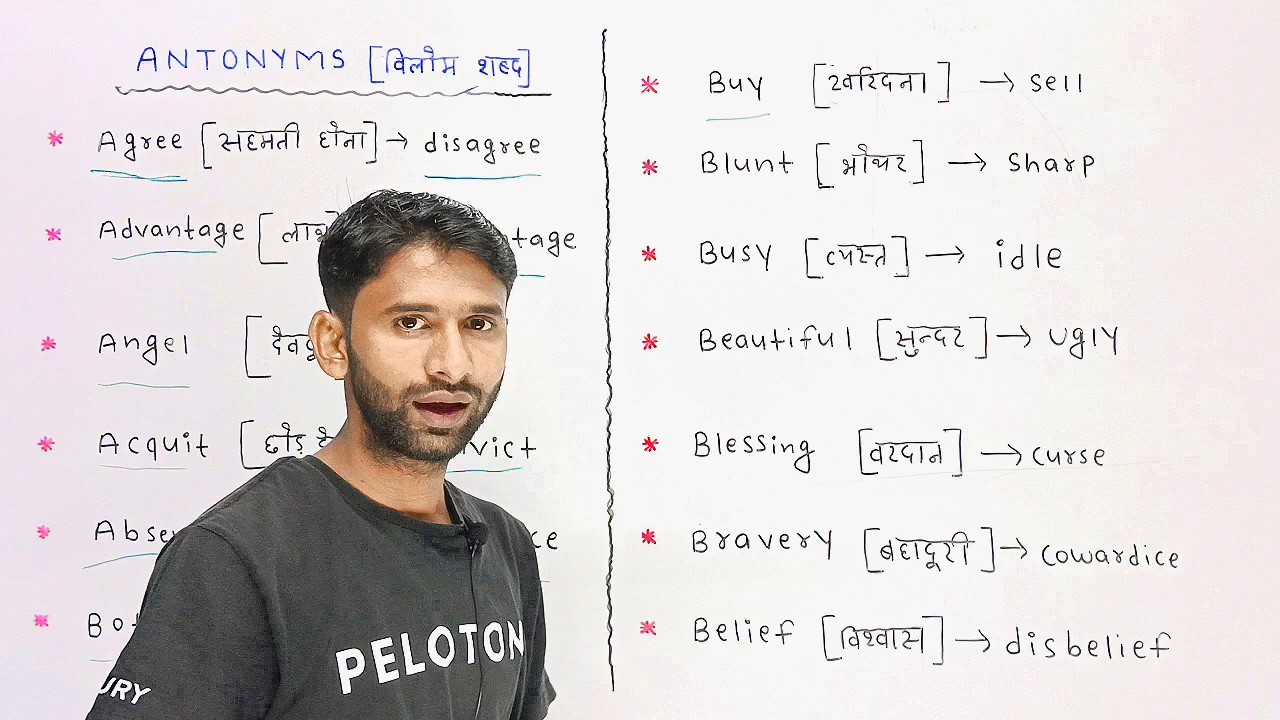 ANTONYMS [विलोम शब्द]
* Agree [सहमती होना] → disagree
* Advantage [
* Angel [
* Acquit [छोड़
*
*
* Buy [खरिदना] → sell
* Blunt [भोथर] → sharp
* Busy [व्यस्त] → idle
* Beautiful [सुन्दर] → ugly
* Blessing [वरदान] → curse
* Bravery [बहादूरी] → cowardice
* Belief [विश्वास] → disbelief
PELOTON